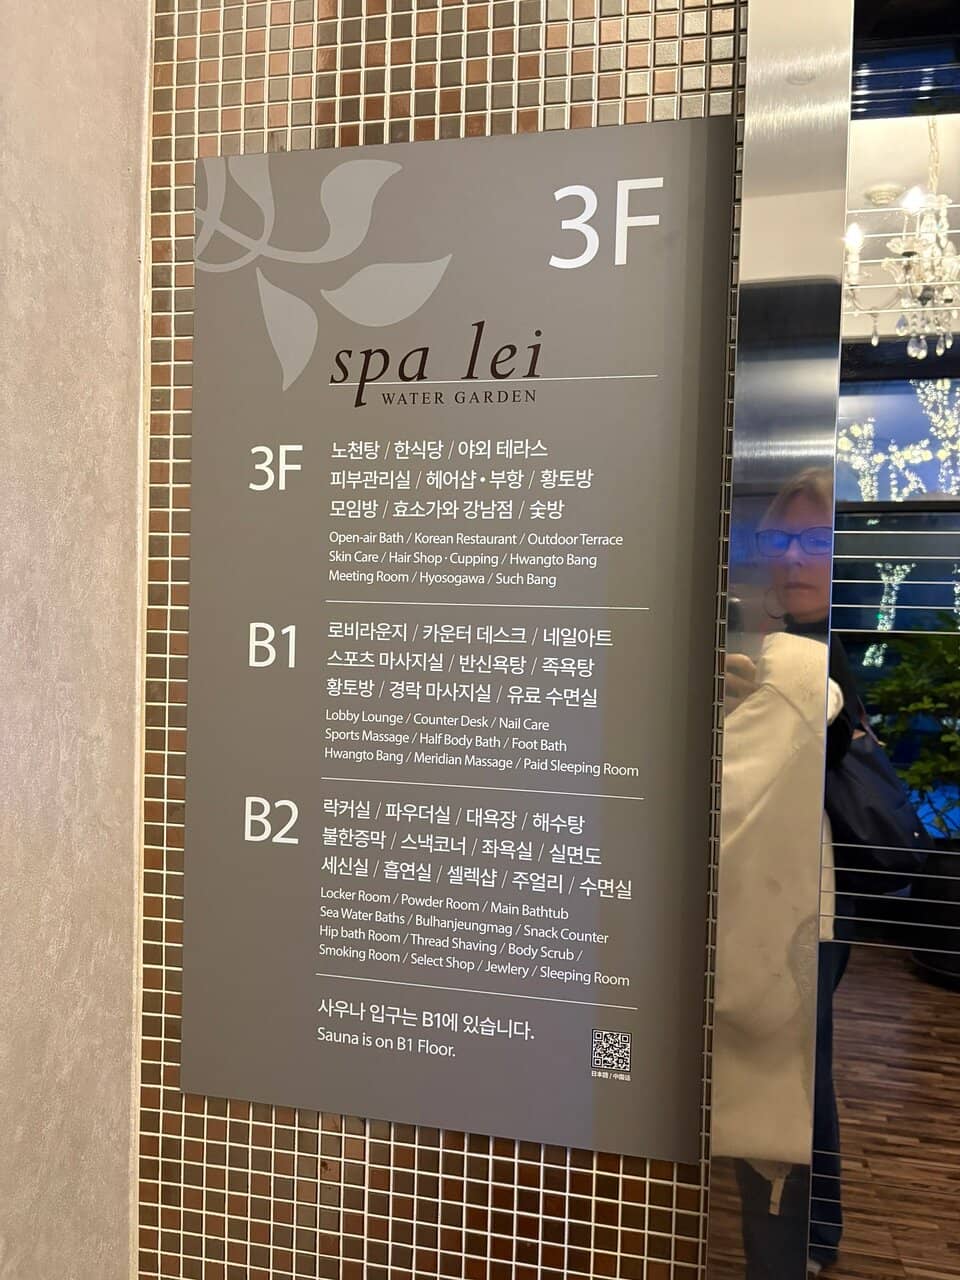 3F
spa lei
WATER GARDEN
3F
노천탕 / 한식당 / 야외 테라스
피부관리실 / 헤어샵 • 부항 / 황토방
모임방 / 효소가와 강남점 / 숯방
Open-air Bath / Korean Restaurant / Outdoor Terrace
Skin Care / Hair Shop · Cupping / Hwangto Bang
Meeting Room / Hyosogawa / Such Bang
B1
로비라운지 / 카운터 데스크 / 네일아트
스포츠 마사지실 / 반신욕탕 / 족욕탕
황토방 / 경락 마사지실 / 유료 수면실
Lobby Lounge / Counter Desk / Nail Care
Sports Massage / Half Body Bath / Foot Bath
Hwangto Bang / Meridian Massage / Paid Sleeping Room
B2
락커실 / 파우더실 / 대욕장 / 해수탕
불한증막 / 스낵코너 / 좌욕실 / 실면도
세신실 / 흡연실 / 셀렉샵 / 주얼리 / 수면실
Locker Room / Powder Room / Main Bathtub
Sea Water Baths / Bulhanjeungmag / Snack Counter
Hip bath Room / Thread Shaving / Body Scrub /
Smoking Room / Select Shop / Jewlery / Sleeping Room
사우나 입구는 B1에 있습니다.
Sauna is on B1 Floor.
日本語 / 中国话